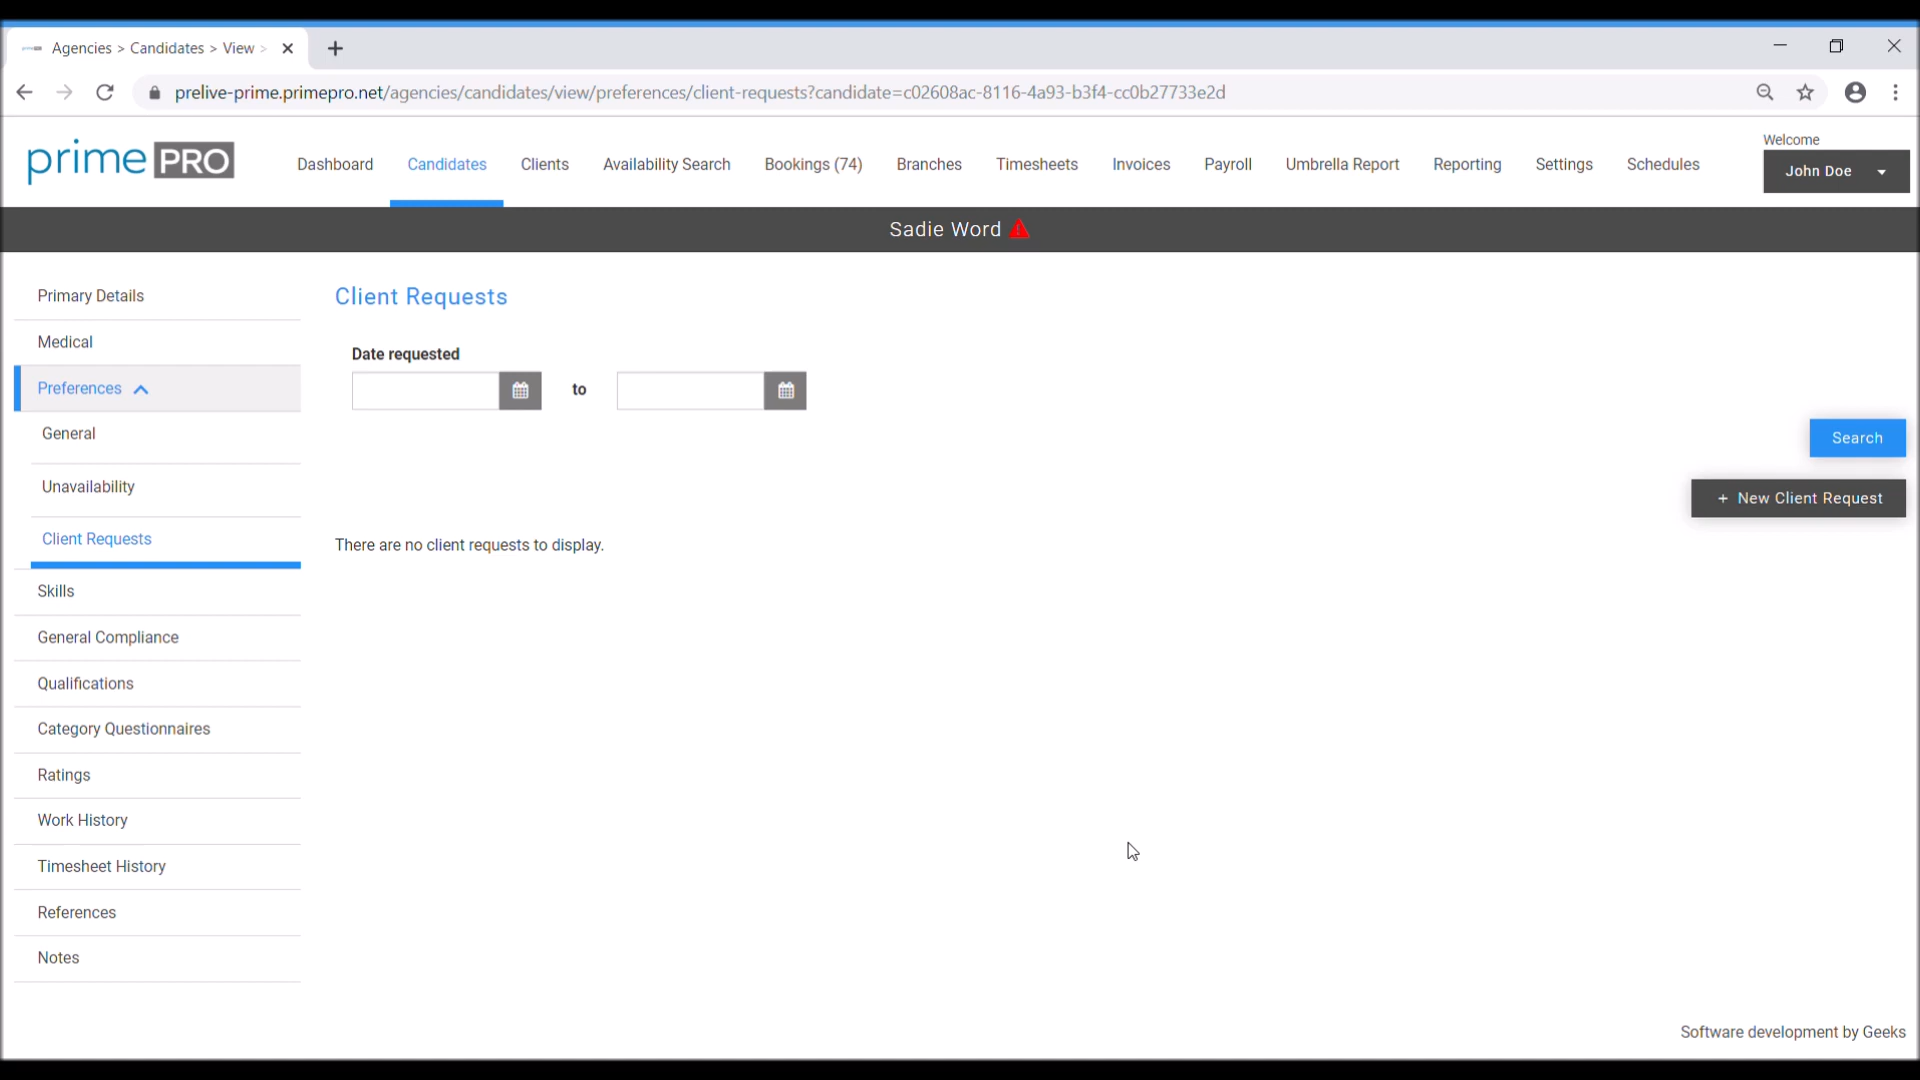 Agencies > Candidates > View >
prelive-prime.primepro.net/agencies/candidates/view/preferences/client-requests?candidate=c02608ac-8116-4a93-b3f4-cc0b27733e2d
prime PRO
Dashboard
Candidates
Clients
Availability Search
Bookings (74)
Branches
Timesheets
Invoices
Payroll
Umbrella Report
Reporting
Settings
Schedules
Welcome
John Doe
Sadie Word
Primary Details
Medical
Preferences
General
Unavailability
Client Requests
Skills
General Compliance
Qualifications
Category Questionnaires
Ratings
Work History
Timesheet History
References
Notes
Client Requests
Date requested
to
Search
+ New Client Request
There are no client requests to display.
Software development by Geeks